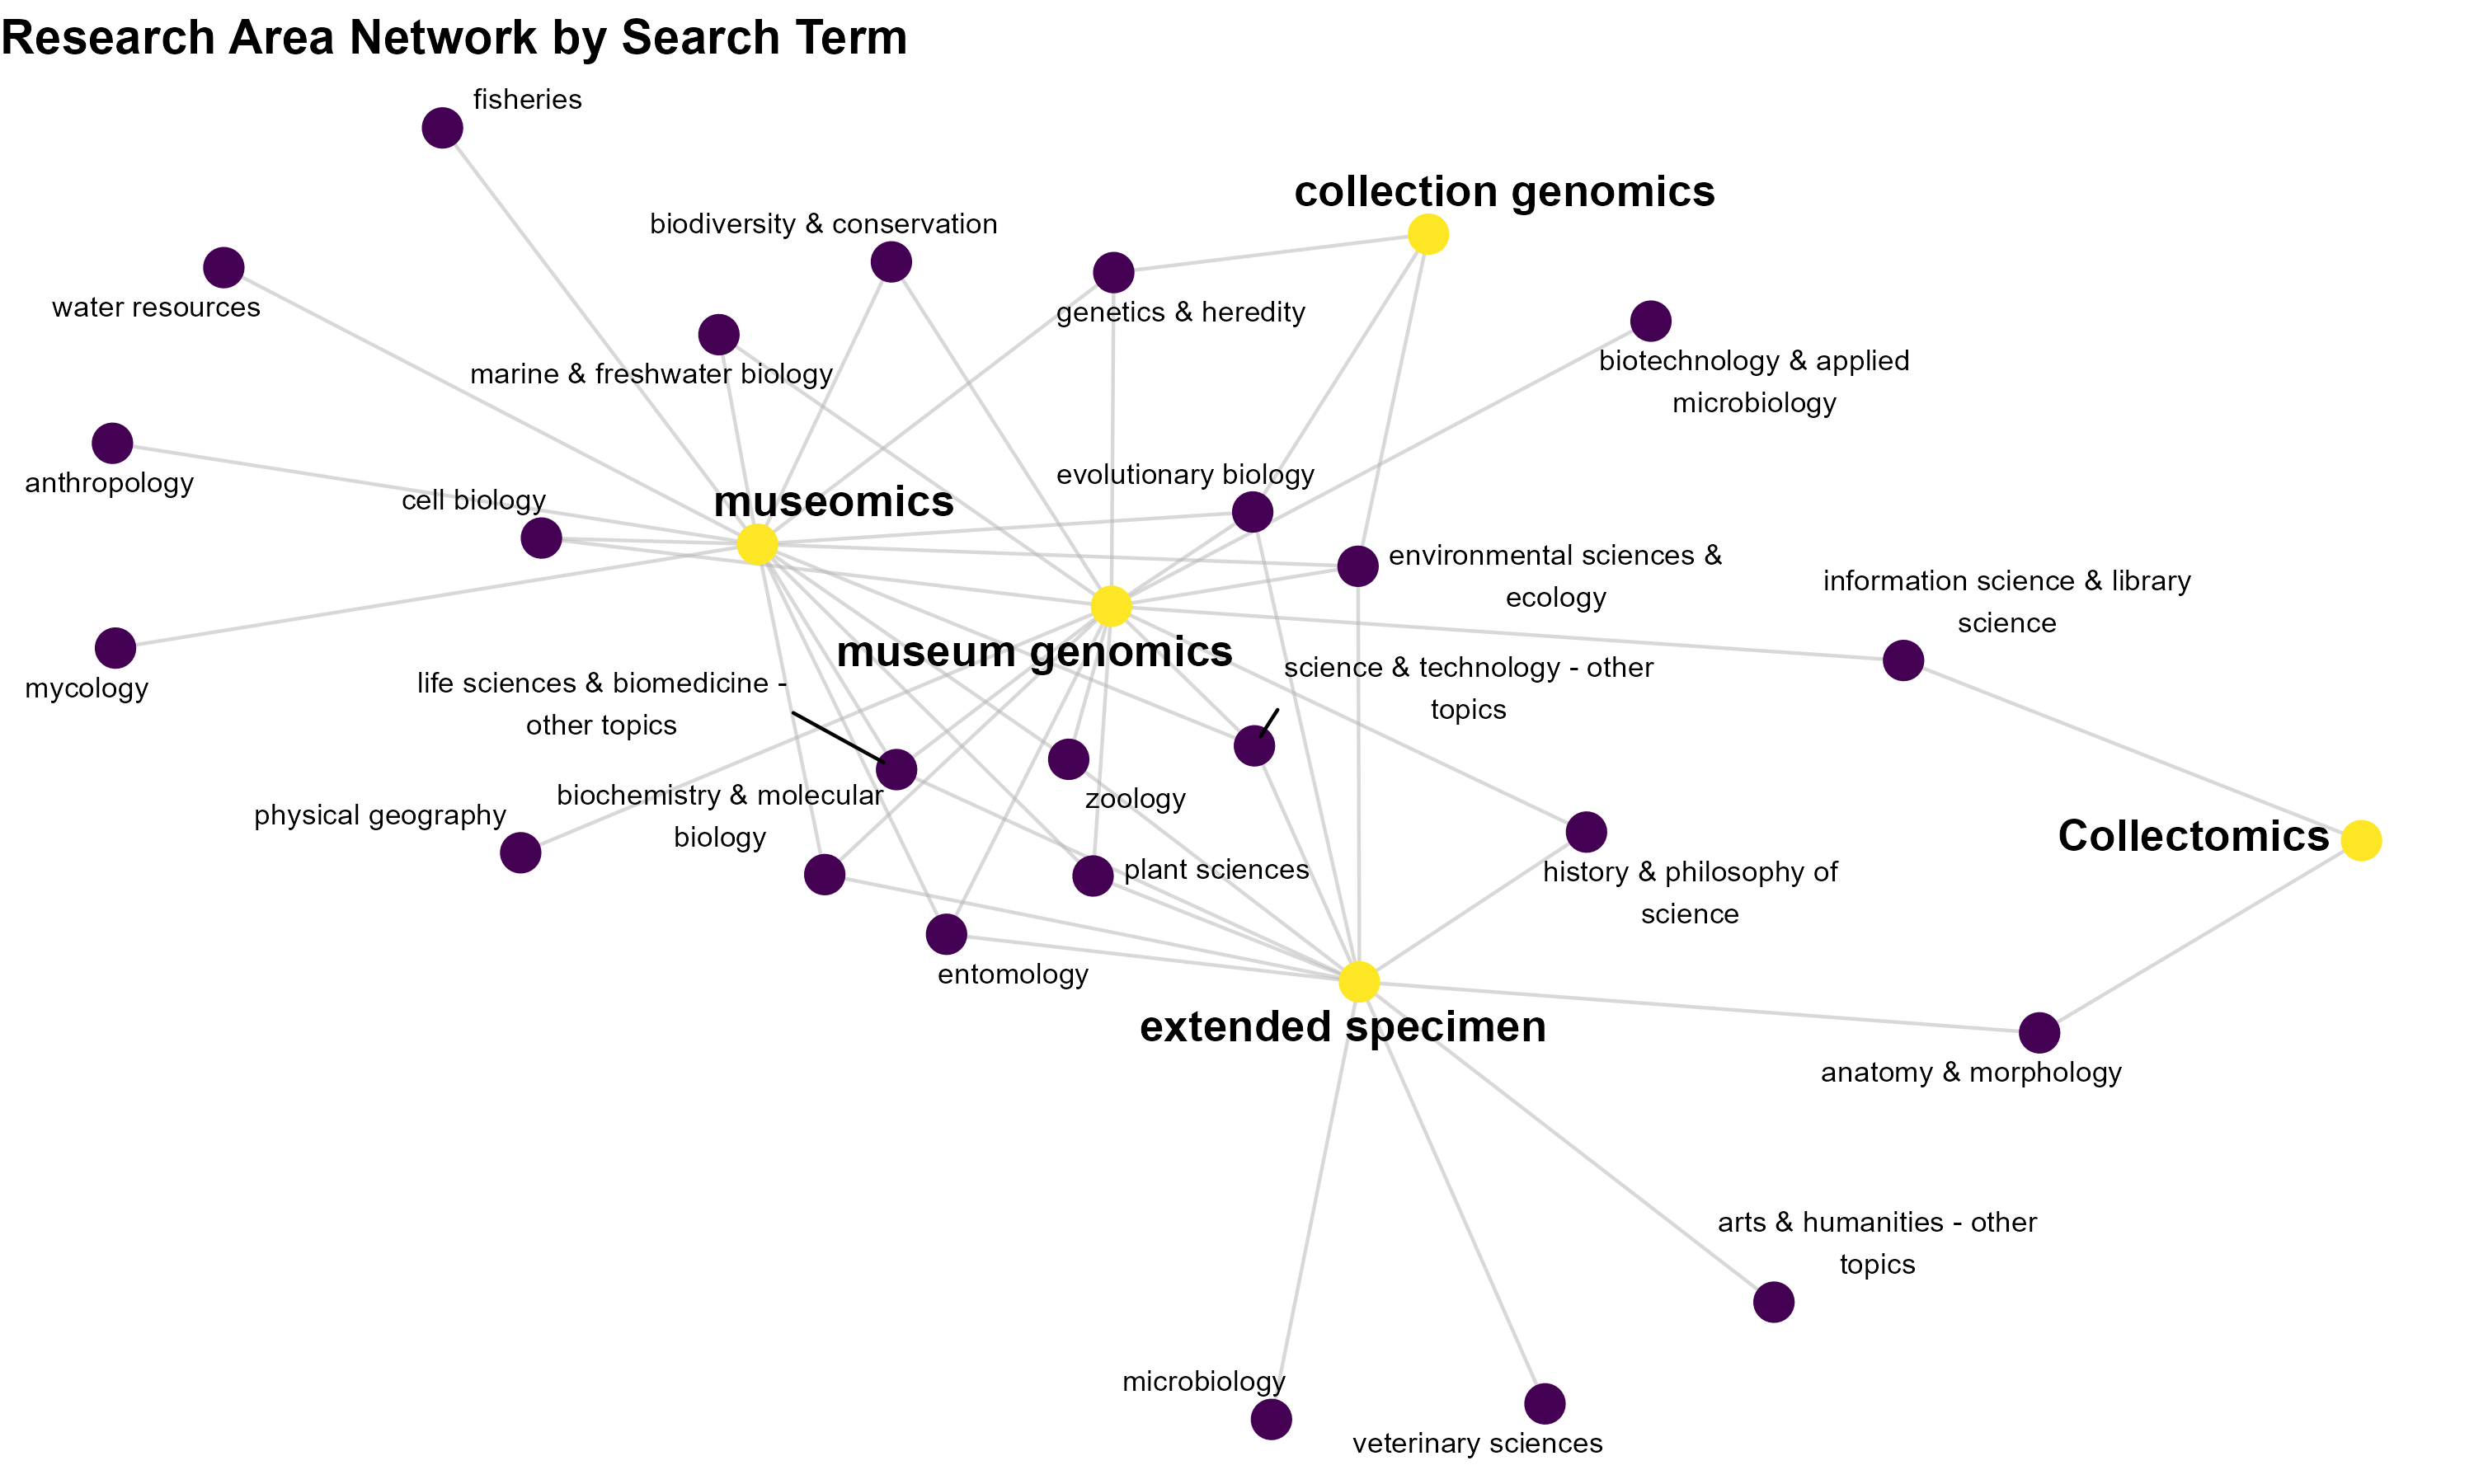 Research Area Network by Search Term
fisheries
collection genomics
biodiversity & conservation
water resources
genetics & heredity
marine & freshwater biology
biotechnology & applied
microbiology
evolutionary biology
anthropology
cell biology
museomics
environmental sciences &
ecology
information science & library
science
museum genomics
science & technology - other
topics
mycology
life sciences & biomedicine -
other topics
biochemistry & molecular
biology
zoology
physical geography
Collectomics
plant sciences
history & philosophy of
science
entomology
extended specimen
anatomy & morphology
arts & humanities - other
topics
microbiology
veterinary sciences